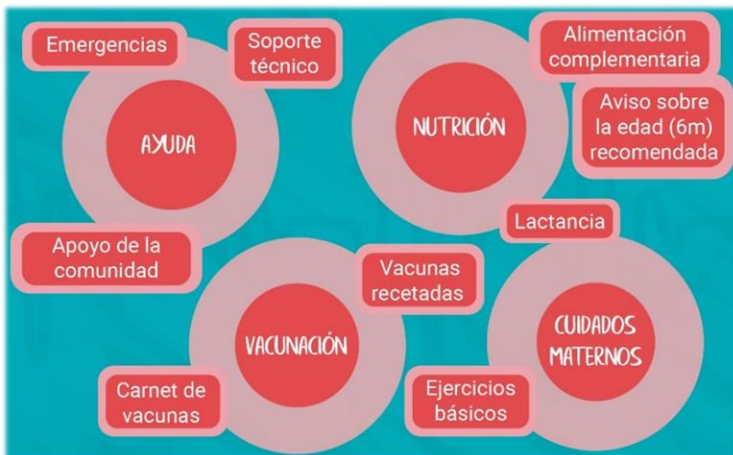 Emergencias
Soporte
técnico
AYUDA
Apoyo de la
comunidad
NUTRICIÓN
Alimentación
complementaria
Aviso sobre
la edad (6m)
recomendada
VACUNACIÓN
Vacunas
recetadas
Carnet de
vacunas
Lactancia
CUIDADOS
MATERNOS
Ejercicios
básicos